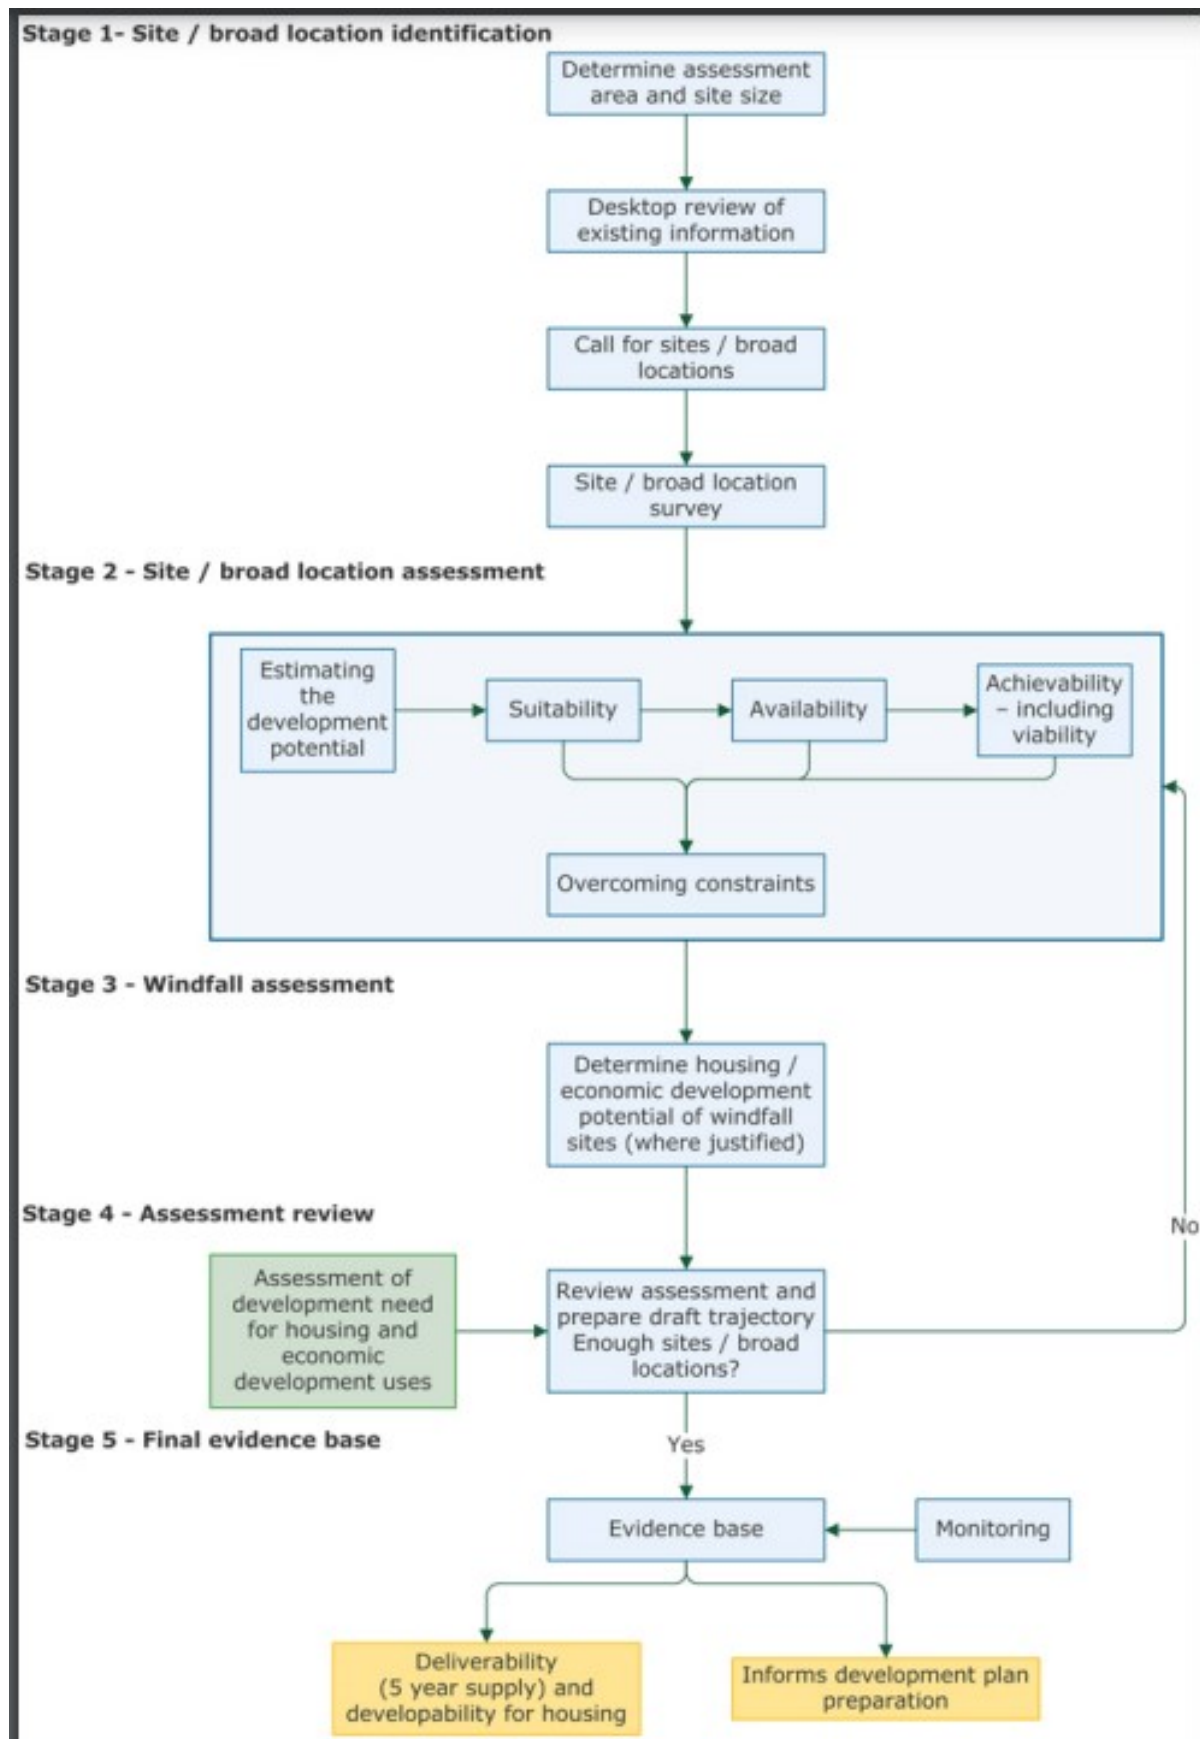 Stage 1- Site / broad location identification
Determine assessment
area and site size
Desktop review of
existing information
Call for sites / broad
locations
Site / broad location
survey
Stage 2 - Site / broad location assessment
Estimating
the
development
potential
Suitability
Availability
Achievability
– including
viability
Overcoming constraints
Stage 3 - Windfall assessment
Determine housing /
economic development
potential of windfall
sites (where justified)
Stage 4 - Assessment review
No
Assessment of
development need
for housing and
economic
development uses
Review assessment and
prepare draft trajectory
Enough sites / broad
locations?
Stage 5 - Final evidence base
Yes
Evidence base
Monitoring
Deliverability
(5 year supply) and
developability for housing
Informs development plan
preparation